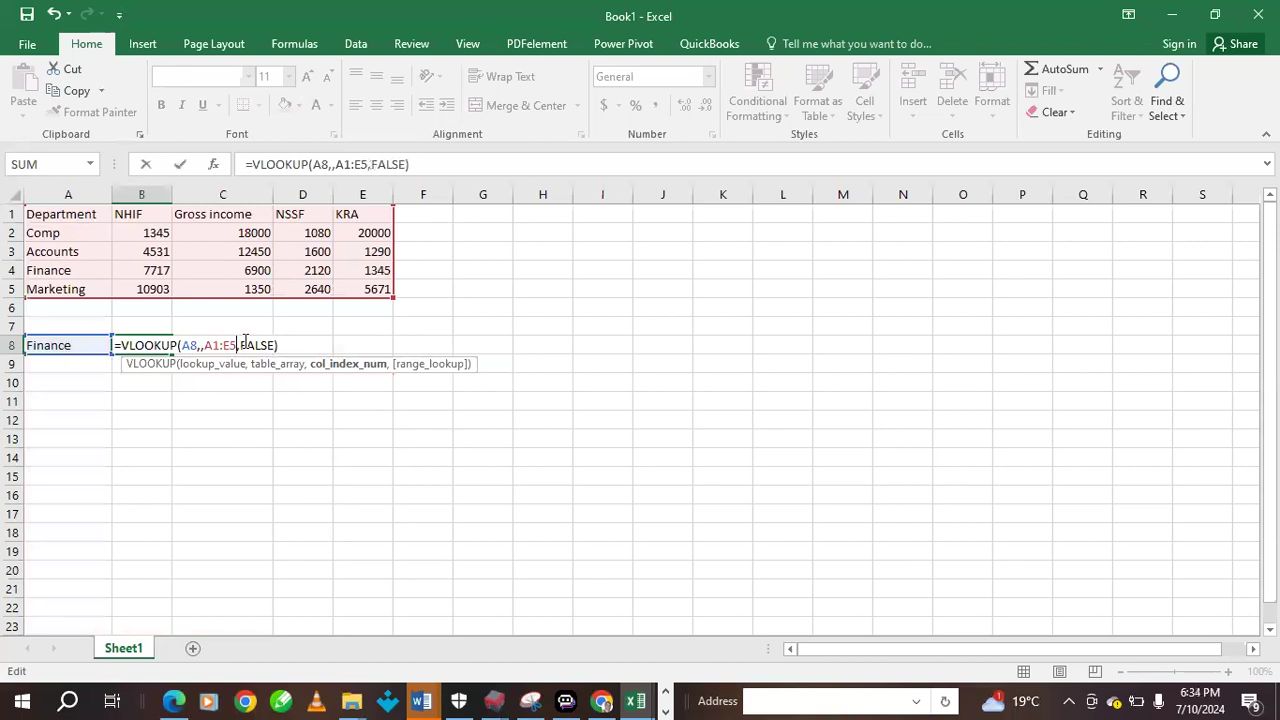 Book1 - Excel
File Home Insert Page Layout Formulas Data Review View PDFelement Power Pivot QuickBooks Tell me what you want to do... Sign in Share
Cut
Copy
Format Painter
Paste
Clipboard
11
B I U A
Font
Wrap Text
Merge & Center
Alignment
General
$ % ,
Number
Conditional Formatting
Format as Table
Cell Styles
Styles
Insert Delete Format
Cells
AutoSum
Fill
Clear
Sort & Filter
Find & Select
Editing
SUM fx =VLOOKUP(A8,,A1:E5,FALSE)
A B C D E F G H I J K L M N O P Q R S
1 Department NHIF Gross income NSSF KRA
2 Comp 1345 18000 1080 20000
3 Accounts 4531 12450 1600 1290
4 Finance 7717 6900 2120 1345
5 Marketing 10903 1350 2640 5671
6
7
8 Finance =VLOOKUP(A8,,A1:E5,FALSE)
9 VLOOKUP(lookup_value, table_array, col_index_num, [range_lookup])
10
11
12
13
14
15
16
17
18
19
20
21
22
23
Sheet1
Edit 100%
Address 19°C 6:34 PM
7/10/2024